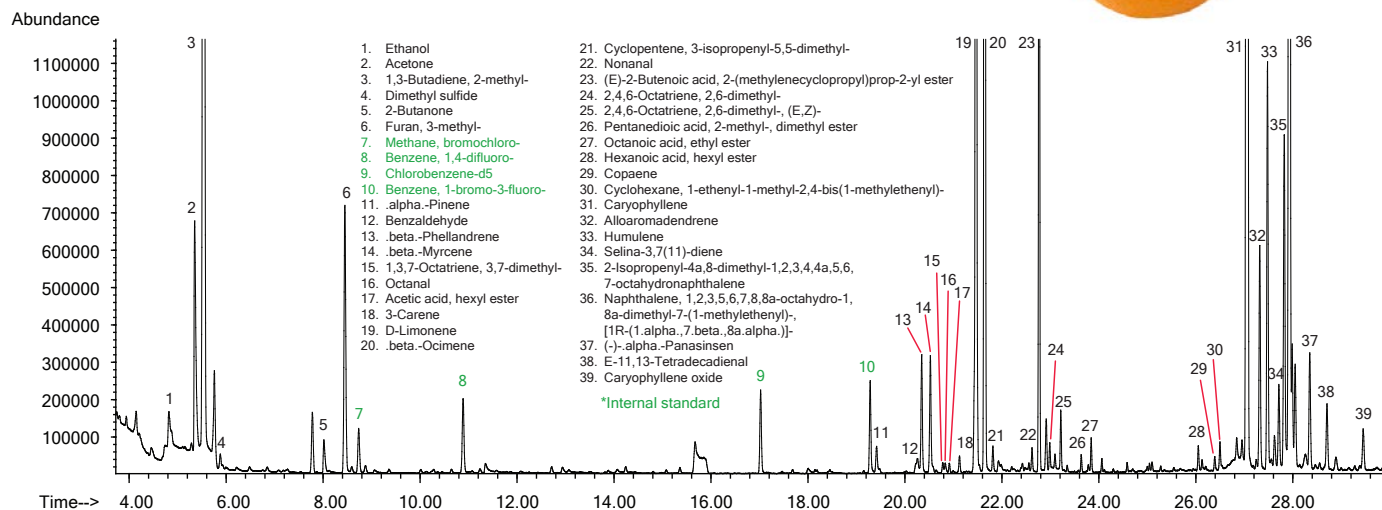 Abundance
1100000
1000000
900000
800000
700000
600000
500000
400000
300000
200000
100000
Time-->
4.00 6.00 8.00 10.00 12.00 14.00 16.00 18.00 20.00 22.00 24.00 26.00 28.00
1. Ethanol
2. Acetone
3. 1,3-Butadiene, 2-methyl-
4. Dimethyl sulfide
5. 2-Butanone
6. Furan, 3-methyl-
7. Methane, bromochloro-
8. Benzene, 1,4-difluoro-
9. Chlorobenzene-d5
10. Benzene, 1-bromo-3-fluoro-
11. .alpha.-Pinene
12. Benzaldehyde
13. .beta.-Phellandrene
14. .beta.-Myrcene
15. 1,3,7-Octatriene, 3,7-dimethyl-
16. Octanal
17. Acetic acid, hexyl ester
18. 3-Carene
19. D-Limonene
20. .beta.-Ocimene
21. Cyclopentene, 3-isopropenyl-5,5-dimethyl-
22. Nonanal
23. (E)-2-Butenoic acid, 2-(methylenecyclopropyl)prop-2-yl ester
24. 2,4,6-Octatriene, 2,6-dimethyl-
25. 2,4,6-Octatriene, 2,6-dimethyl-, (E,Z)-
26. Pentanedioic acid, 2-methyl-, dimethyl ester
27. Octanoic acid, ethyl ester
28. Hexanoic acid, hexyl ester
29. Copaene
30. Cyclohexane, 1-ethenyl-1-methyl-2,4-bis(1-methylethenyl)-
31. Caryophyllene
32. Alloaromadendrene
33. Humulene
34. Selina-3,7(11)-diene
35. 2-Isopropenyl-4a,8-dimethyl-1,2,3,4,4a,5,6,
7-octahydronaphthalene
36. Naphthalene, 1,2,3,5,6,7,8,8a-octahydro-1,
8a-dimethyl-7-(1-methylethenyl)-,
[1R-(1.alpha.,7.beta.,8a.alpha.)]-
37. (-)-.alpha.-Panasinsen
38. E-11,13-Tetradecadienal
39. Caryophyllene oxide
*Internal standard
1
2
3
4
5
6
7
8
9
10
11
12
13
14
15
16
17
18
19
20
21
22
23
24
25
26
27
28
29
30
31
32
33
34
35
36
37
38
39